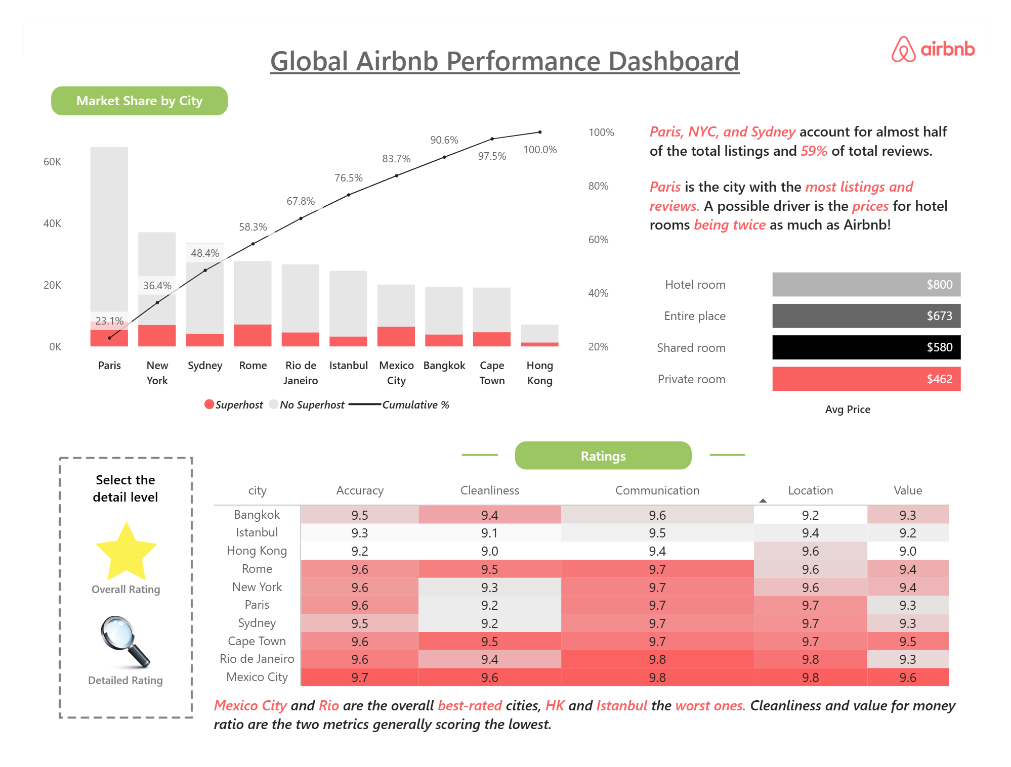 Global Airbnb Performance Dashboard
airbnb
Market Share by City
60K
40K
20K
0K
23.1%
36.4%
48.4%
58.3%
67.8%
76.5%
83.7%
90.6%
97.5%
100.0%
100%
80%
60%
40%
20%
Paris
New York
Sydney
Rome
Rio de Janeiro
Istanbul
Mexico City
Bangkok
Cape Town
Hong Kong
Superhost No Superhost Cumulative %
Paris, NYC, and Sydney account for almost half
of the total listings and 59% of total reviews.
Paris is the city with the most listings and
reviews. A possible driver is the prices for hotel
rooms being twice as much as Airbnb!
Hotel room $800
Entire place $673
Shared room $580
Private room $462
Avg Price
Select the
detail level
Overall Rating
Detailed Rating
Ratings
city Accuracy Cleanliness Communication Location Value
Bangkok 9.5 9.4 9.6 9.2 9.3
Istanbul 9.3 9.1 9.5 9.4 9.2
Hong Kong 9.2 9.0 9.4 9.6 9.0
Rome 9.6 9.5 9.7 9.6 9.4
New York 9.6 9.3 9.7 9.6 9.4
Paris 9.6 9.2 9.7 9.7 9.3
Sydney 9.5 9.2 9.7 9.7 9.3
Cape Town 9.6 9.5 9.7 9.7 9.5
Rio de Janeiro 9.6 9.4 9.8 9.8 9.3
Mexico City 9.7 9.6 9.8 9.8 9.6
Mexico City and Rio are the overall best-rated cities, HK and Istanbul the worst ones. Cleanliness and value for money
ratio are the two metrics generally scoring the lowest.